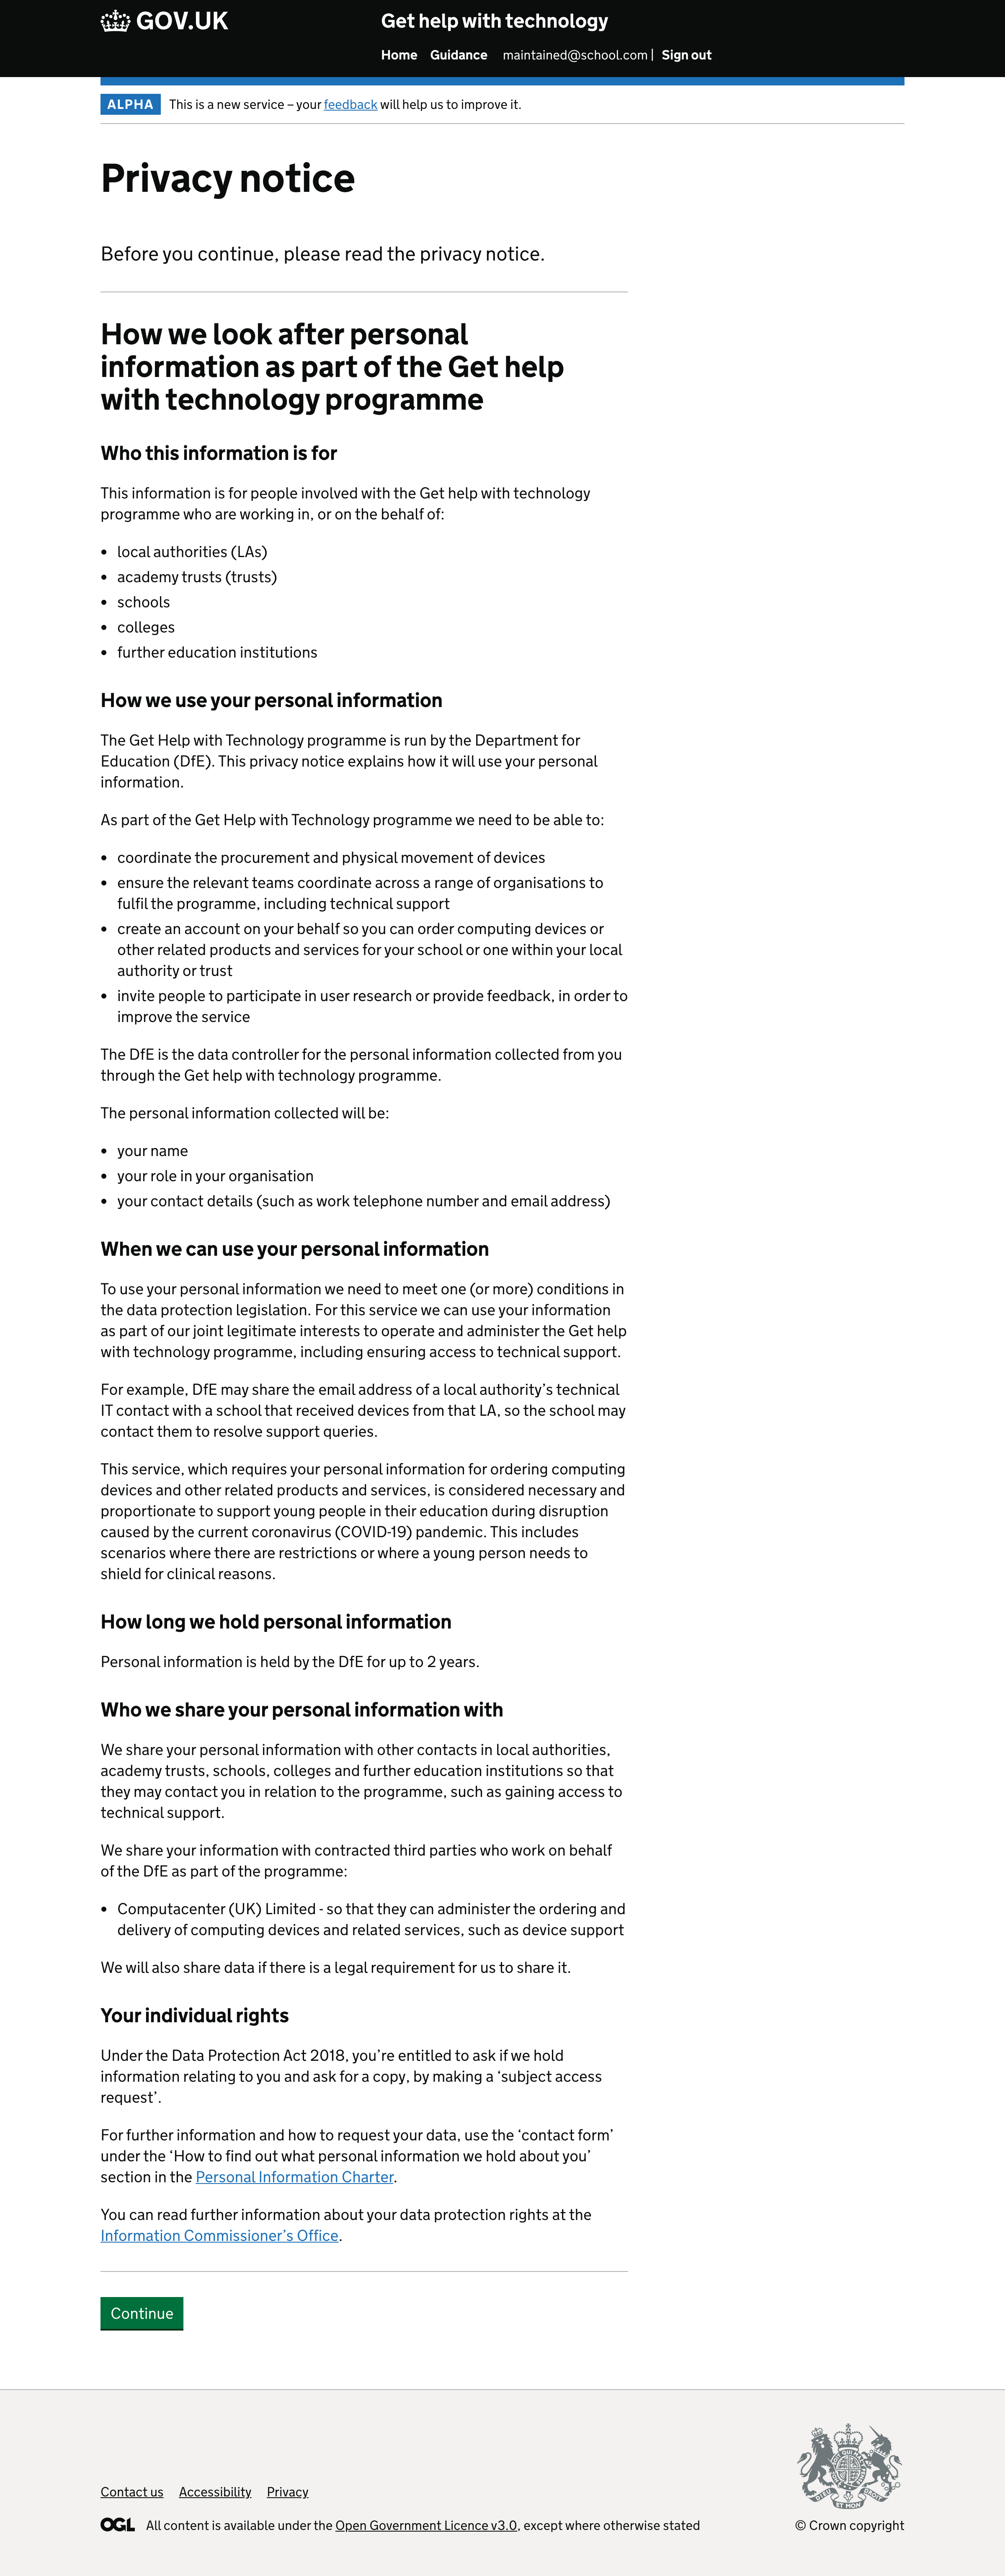 GOV.UK
Get help with technology
Home Guidance maintained@school.com | Sign out
ALPHA This is a new service – your feedback will help us to improve it.
Privacy notice
Before you continue, please read the privacy notice.
How we look after personal
information as part of the Get help
with technology programme
Who this information is for
This information is for people involved with the Get help with technology
programme who are working in, or on the behalf of:
• local authorities (LAs)
• academy trusts (trusts)
• schools
• colleges
• further education institutions
How we use your personal information
The Get Help with Technology programme is run by the Department for
Education (DfE). This privacy notice explains how it will use your personal
information.
As part of the Get Help with Technology programme we need to be able to:
• coordinate the procurement and physical movement of devices
• ensure the relevant teams coordinate across a range of organisations to
fulfil the programme, including technical support
• create an account on your behalf so you can order computing devices or
other related products and services for your school or one within your local
authority or trust
• invite people to participate in user research or provide feedback, in order to
improve the service
The DfE is the data controller for the personal information collected from you
through the Get help with technology programme.
The personal information collected will be:
• your name
• your role in your organisation
• your contact details (such as work telephone number and email address)
When we can use your personal information
To use your personal information we need to meet one (or more) conditions in
the data protection legislation. For this service we can use your information
as part of our joint legitimate interests to operate and administer the Get help
with technology programme, including ensuring access to technical support.
For example, DfE may share the email address of a local authority’s technical
IT contact with a school that received devices from that LA, so the school may
contact them to resolve support queries.
This service, which requires your personal information for ordering computing
devices and other related products and services, is considered necessary and
proportionate to support young people in their education during disruption
caused by the current coronavirus (COVID-19) pandemic. This includes
scenarios where there are restrictions or where a young person needs to
shield for clinical reasons.
How long we hold personal information
Personal information is held by the DfE for up to 2 years.
Who we share your personal information with
We share your personal information with other contacts in local authorities,
academy trusts, schools, colleges and further education institutions so that
they may contact you in relation to the programme, such as gaining access to
technical support.
We share your information with contracted third parties who work on behalf
of the DfE as part of the programme:
• Computacenter (UK) Limited - so that they can administer the ordering and
delivery of computing devices and related services, such as device support
We will also share data if there is a legal requirement for us to share it.
Your individual rights
Under the Data Protection Act 2018, you’re entitled to ask if we hold
information relating to you and ask for a copy, by making a ‘subject access
request’.
For further information and how to request your data, use the ‘contact form’
under the ‘How to find out what personal information we hold about you’
section in the Personal Information Charter.
You can read further information about your data protection rights at the
Information Commissioner’s Office.
Continue
Contact us Accessibility Privacy
OGL All content is available under the Open Government Licence v3.0, except where otherwise stated
© Crown copyright